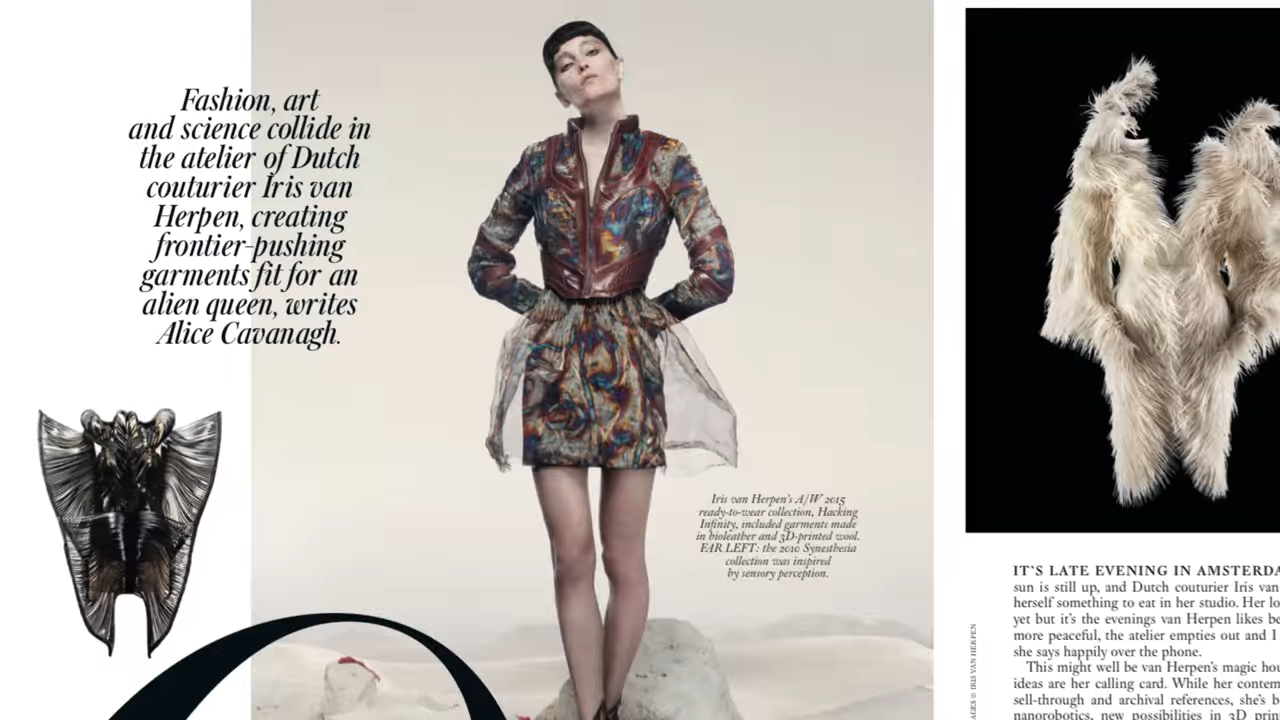 Fashion, art
and science collide in
the atelier of Dutch
couturier Iris van
Herpen, creating
frontier-pushing
garments fit for an
alien queen, writes
Alice Cavanagh.
Iris van Herpen's A/W 2015
ready-to-wear collection, Hacking
Infinity, included garments made
in bioleather and 3D-printed wool.
FAR LEFT: the 2010 Synesthesia
collection was inspired
by sensory perception.
IT'S LATE EVENING IN AMSTERDA
sun is still up, and Dutch couturier Iris van
herself something to eat in her studio. Her lo
yet but it's the evenings van Herpen likes be
more peaceful, the atelier empties out and I
she says happily over the phone.
This might well be van Herpen's magic hou
ideas are her calling card. While her contem
sell-through and archival references, she's b
nanorobotics, new possibilities in 3D prin
AGES © IRIS VAN HERPEN